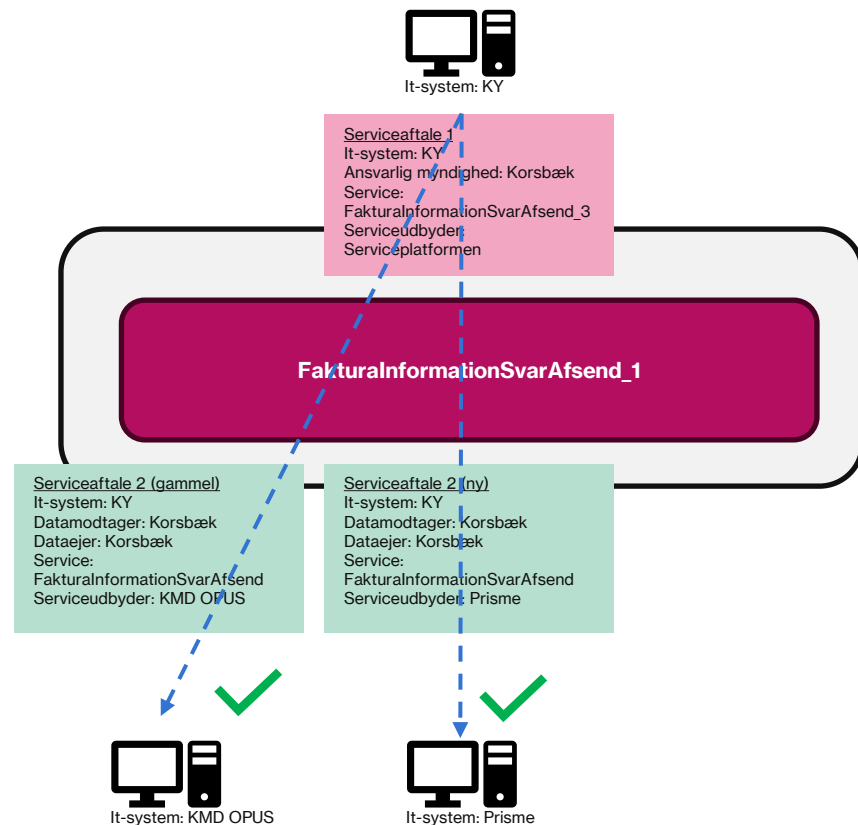 It-system: KY
Serviceaftale 1
It-system: KY
Ansvarlig myndighed: Korsbæk
Service:
FakturaInformationSvarAfsend_3
Serviceudbyder:
Serviceplatformen
FakturaInformationSvarAfsend_1
Serviceaftale 2 (gammel)
It-system: KY
Datamodtager: Korsbæk
Dataejer: Korsbæk
Service:
FakturaInformationSvarAfsend
Serviceudbyder: KMD OPUS
Serviceaftale 2 (ny)
It-system: KY
Datamodtager: Korsbæk
Dataejer: Korsbæk
Service:
FakturaInformationSvarAfsend
Serviceudbyder: Prisme
It-system: KMD OPUS
It-system: Prisme